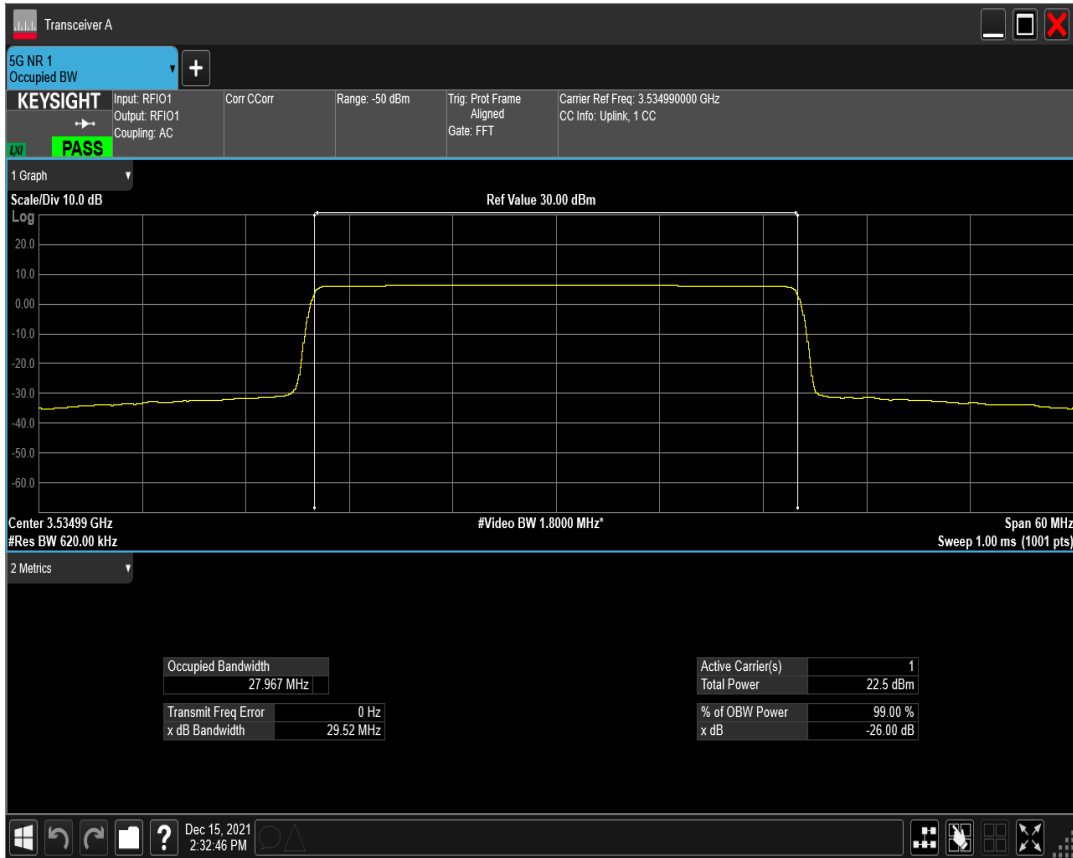 Transceiver A
5G NR 1
Occupied BW
KEYSIGHT
LXI
PASS
Input: RFIO1
Output: RFIO1
Coupling: AC
Corr CCorr
Range: -50 dBm
Trig: Prot Frame
Aligned
Gate: FFT
Carrier Ref Freq: 3.534990000 GHz
CC Info: Uplink, 1 CC
1 Graph
Scale/Div 10.0 dB
Ref Value 30.00 dBm
Log
20.0
10.0
0.00
-10.0
-20.0
-30.0
-40.0
-50.0
-60.0
Center 3.53499 GHz
#Video BW 1.8000 MHz*
Span 60 MHz
#Res BW 620.00 kHz
Sweep 1.00 ms (1001 pts)
2 Metrics
Occupied Bandwidth
27.967 MHz
Transmit Freq Error 0 Hz
x dB Bandwidth 29.52 MHz
Active Carrier(s) 1
Total Power 22.5 dBm
% of OBW Power 99.00 %
x dB -26.00 dB
?
Dec 15, 2021
2:32:46 PM